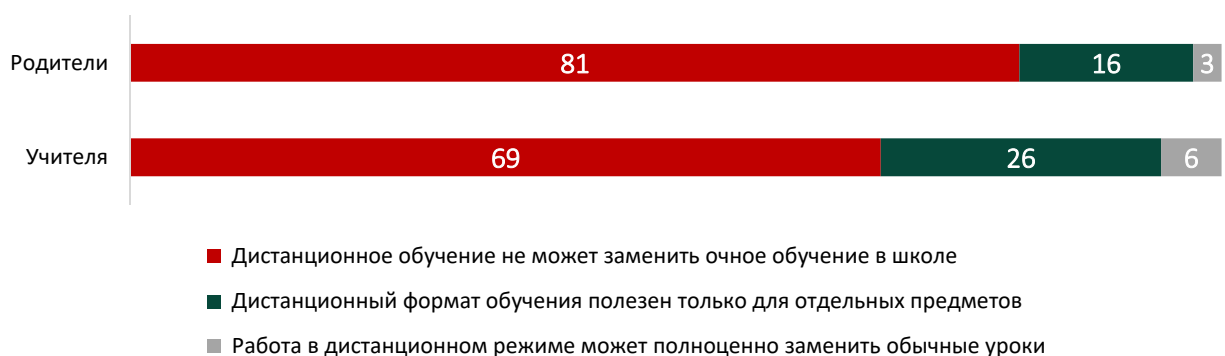 Родители 81 16 3
Учителя 69 26 6
Дистанционное обучение не может заменить очное обучение в школе
Дистанционный формат обучения полезен только для отдельных предметов
Работа в дистанционном режиме может полноценно заменить обычные уроки